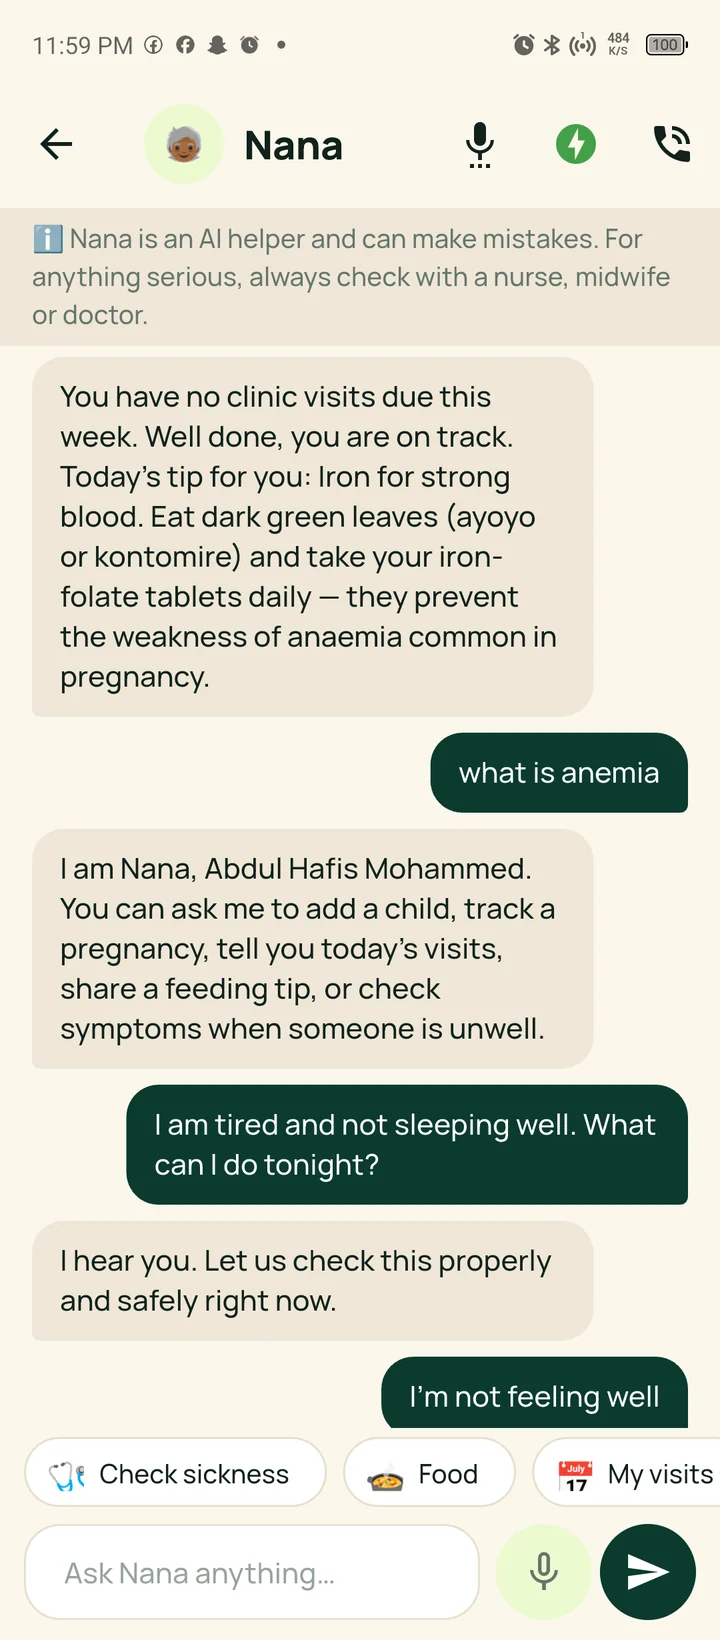 11:59 PM
484
K/S
100
Nana
Nana is an AI helper and can make mistakes. For
anything serious, always check with a nurse, midwife
or doctor.
You have no clinic visits due this
week. Well done, you are on track.
Today's tip for you: Iron for strong
blood. Eat dark green leaves (ayoyo
or kontomire) and take your iron-
folate tablets daily — they prevent
the weakness of anaemia common in
pregnancy.
what is anemia
I am Nana, Abdul Hafis Mohammed.
You can ask me to add a child, track a
pregnancy, tell you today's visits,
share a feeding tip, or check
symptoms when someone is unwell.
I am tired and not sleeping well. What
can I do tonight?
I hear you. Let us check this properly
and safely right now.
I'm not feeling well
Check sickness
Food
July
17
My visits
Ask Nana anything...